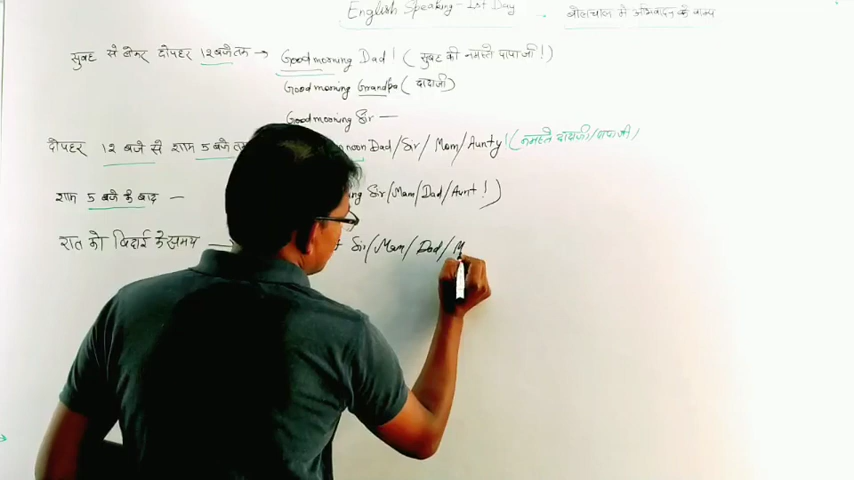 English Speaking - 1st Day → बोलचाल में अभिवादन के वाक्य
सुबह से लेकर दोपहर 12 बजे तक → Good morning Dad! (सुबह की नमस्ते पापा जी!)
Good morning Grandpa (दादाजी)
Good morning Sir —
दोपहर 12 बजे से शाम 5 बजे तक noon Dad/Sir/Mom/Aunty! (नमस्ते पापाजी/
शाम 5 बजे के बाद — ing Sir/Mam/Dad/Aunt!)
रात को विदाई के समय → Sir/Mam/Dad/M